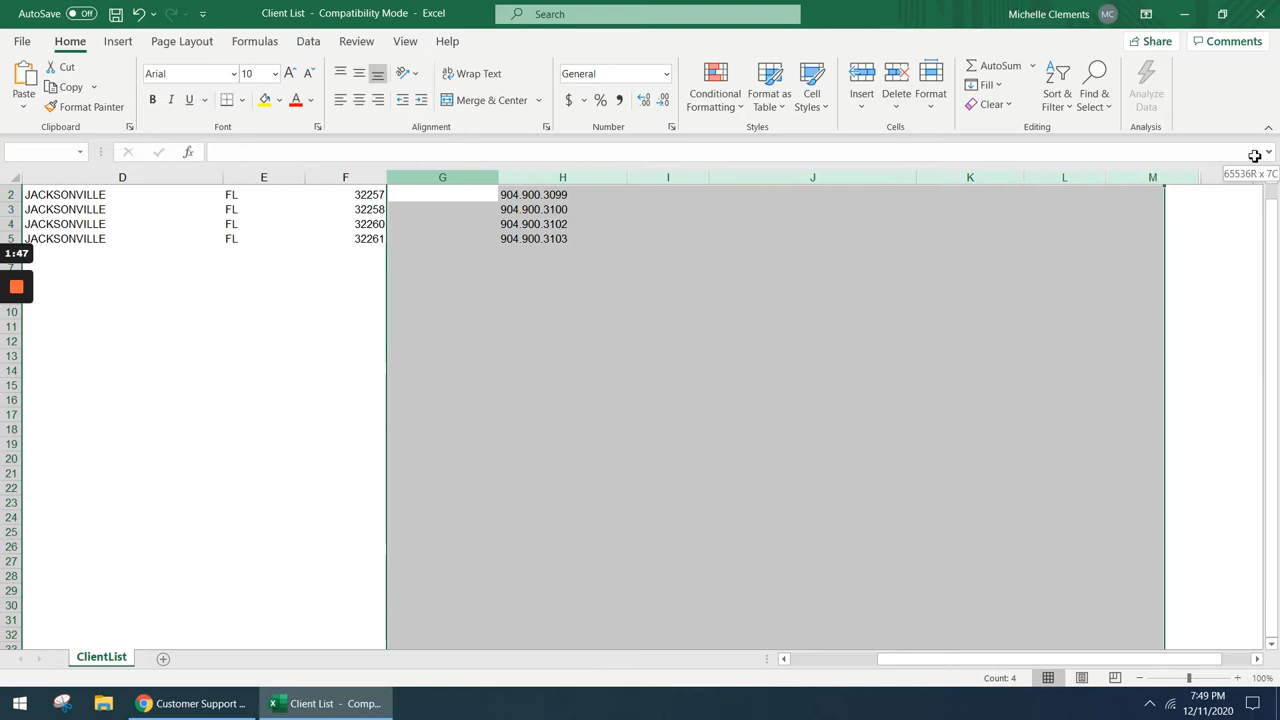 AutoSave Off Client List - Compatibility Mode - Excel Search Michelle Clements MC
File Home Insert Page Layout Formulas Data Review View Help Share Comments
Paste Cut Copy Format Painter Clipboard
Arial 10 B I U Font
Wrap Text Merge & Center Alignment
General $ % , Number
Conditional Formatting Format as Table Cell Styles Styles
Insert Delete Format Cells
AutoSum Fill Clear Sort & Filter Find & Select Editing
Analyze Data Analysis
fx
65536R x 7C
D E F G H I J K L M
2 JACKSONVILLE FL 32257 904.900.3099
3 JACKSONVILLE FL 32258 904.900.3100
4 JACKSONVILLE FL 32260 904.900.3102
5 JACKSONVILLE FL 32261 904.900.3103
1:47
10
11
12
13
14
15
16
17
18
19
20
21
22
23
24
25
26
27
28
29
30
31
32
ClientList
Count: 4 100%
Customer Support ... Client List - Comp... 7:49 PM
12/11/2020